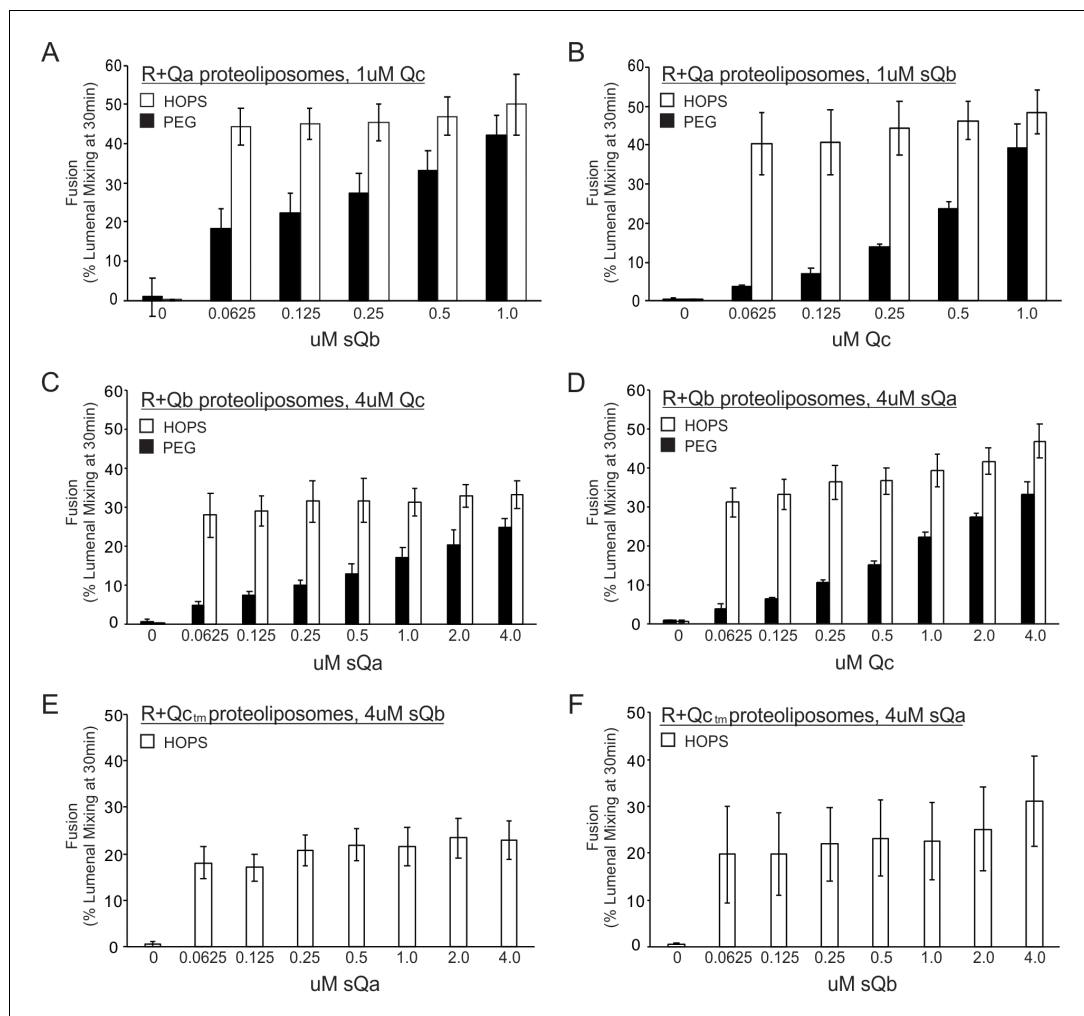 A
R+Qa proteoliposomes, 1uM Qc
HOPS
PEG
Fusion
(% Lumenal Mixing at 30min)
60
50
40
30
20
10
0
0 0.0625 0.125 0.25 0.5 1.0
uM sQb
B
R+Qa proteoliposomes, 1uM sQb
HOPS
PEG
Fusion
(% Lumenal Mixing at 30min)
60
50
40
30
20
10
0
0 0.0625 0.125 0.25 0.5 1.0
uM Qc
C
R+Qb proteoliposomes, 4uM Qc
HOPS
PEG
Fusion
(% Lumenal Mixing at 30min)
60
50
40
30
20
10
0
0 0.0625 0.125 0.25 0.5 1.0 2.0 4.0
uM sQa
D
R+Qb proteoliposomes, 4uM sQa
HOPS
PEG
Fusion
(% Lumenal Mixing at 30min)
60
50
40
30
20
10
0
0 0.0625 0.125 0.25 0.5 1.0 2.0 4.0
uM Qc
E
R+Qctm proteoliposomes, 4uM sQb
HOPS
Fusion
(% Lumenal Mixing at 30min)
50
40
30
20
10
0
0 0.0625 0.125 0.25 0.5 1.0 2.0 4.0
uM sQa
F
R+Qctm proteoliposomes, 4uM sQa
HOPS
Fusion
(% Lumenal Mixing at 30min)
50
40
30
20
10
0
0 0.0625 0.125 0.25 0.5 1.0 2.0 4.0
uM sQb